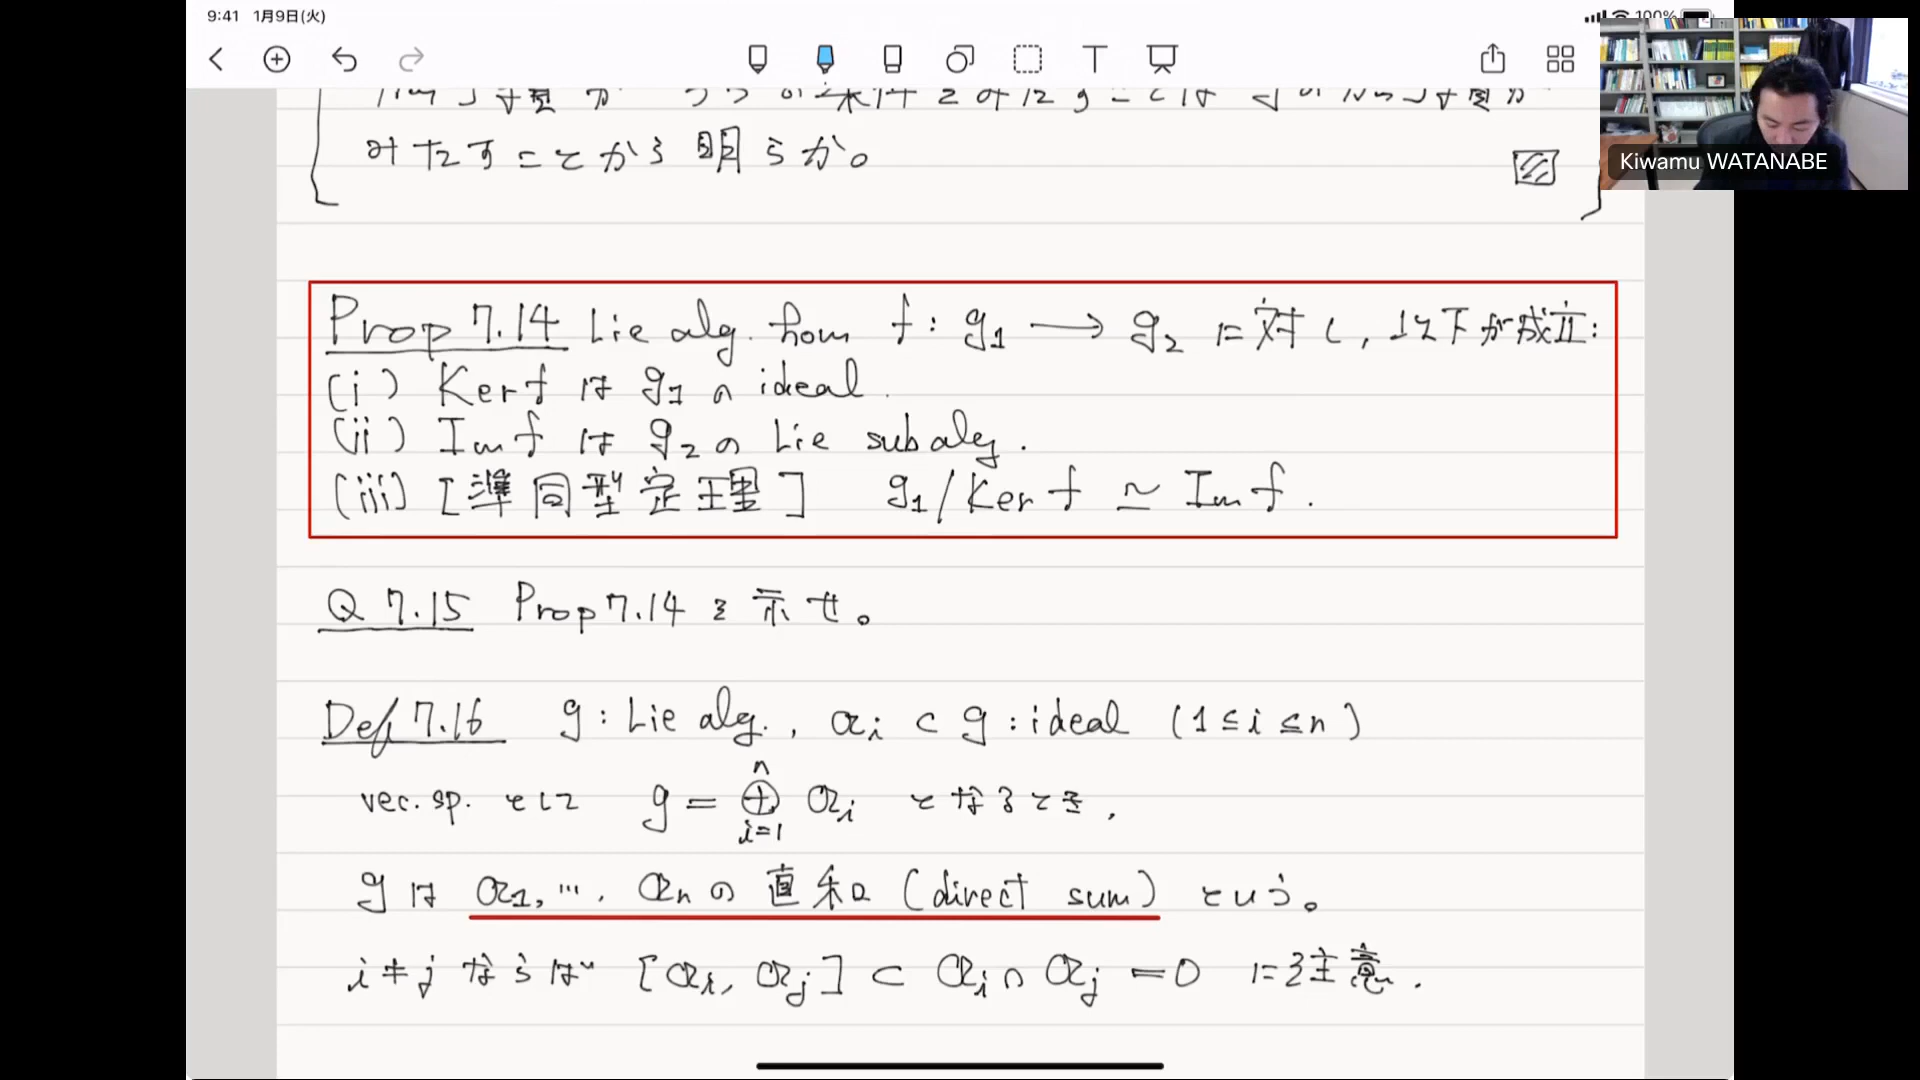 9:41 1月9日(火)
100%
Kiwamu WATANABE
みたすことから 明らか。
Prop 7.14 Lie alg. hom f: g₁ ⟶ g₂ に対し, 以下が成立:
(i) Ker f は g₁ の ideal.
(ii) Im f は g₂ の Lie subalg.
(iii) [準同型定理] g₁/Ker f ≃ Im f.
Q 7.15 Prop 7.14 を示せ。
Def 7.16 g : Lie alg., 𝔞ᵢ ⊂ g : ideal (1 ≤ i ≤ n)
vec. sp. として g = ⊕ᵢ₌₁ⁿ 𝔞ᵢ となるとき,
g は 𝔞₁, …, 𝔞ₙ の 直和 (direct sum) という。
i ≠ j ならば [𝔞ᵢ, 𝔞ⱼ] ⊂ 𝔞ᵢ ∩ 𝔞ⱼ = 0 に注意.